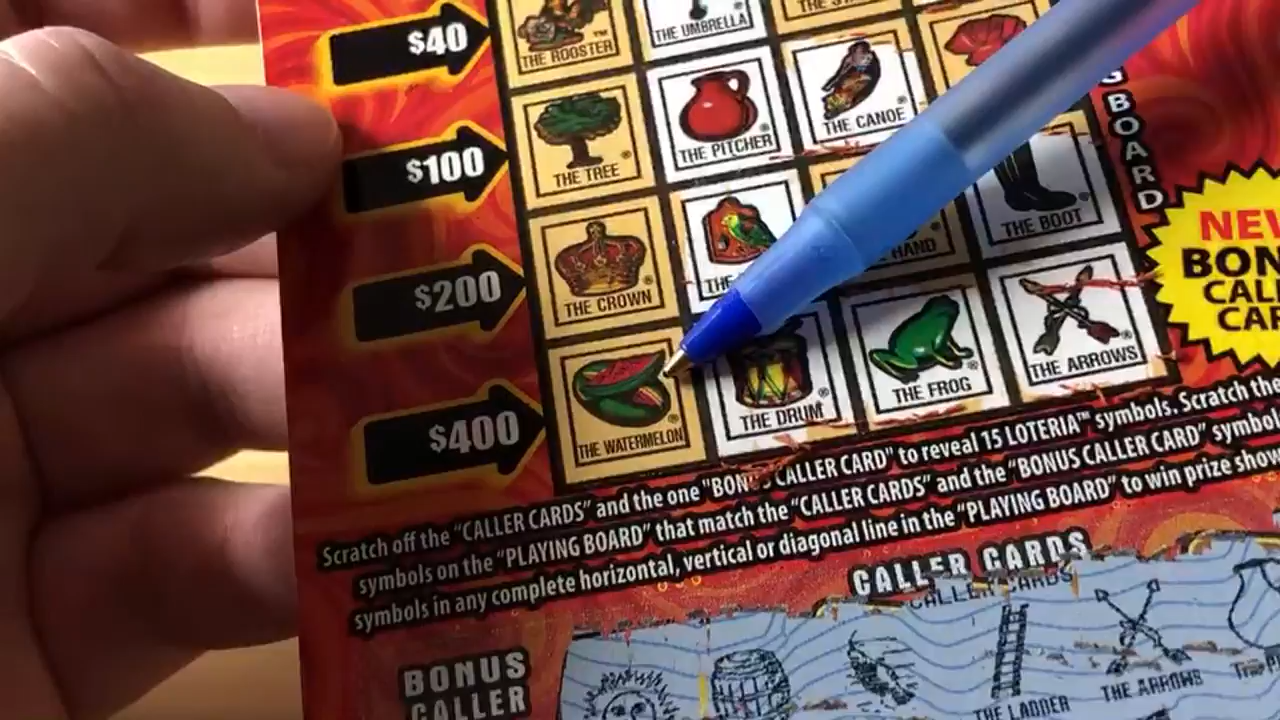 $40
THE ROOSTER™
THE UMBRELLA
$100
THE TREE®
THE PITCHER®
THE CANOE®
$200
THE CROWN®
THE
HAND®
THE BOOT®
$400
THE WATERMELON®
THE DRUM®
THE FROG®
THE ARROWS®
G BOARD
NEW
BON
CALL
CAR
Scratch off the "CALLER CARDS" and the one "BONUS CALLER CARD" to reveal 15 LOTERIA™ symbols. Scratch the
symbols on the "PLAYING BOARD" that match the "CALLER CARDS" and the "BONUS CALLER CARD" symbol
symbols in any complete horizontal, vertical or diagonal line in the "PLAYING BOARD" to win prize show
CALLER CARDS
BONUS
CALLER
THE LADDER
THE ARROWS